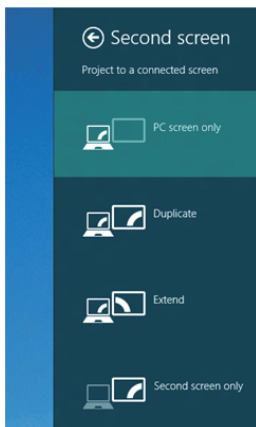 Second screen
Project to a connected screen
PC screen only
Duplicate
Extend
Second screen only